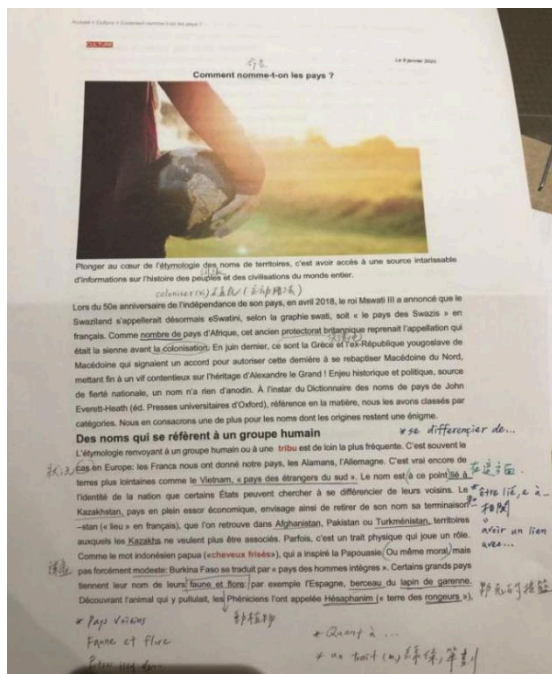 Accueil » Culture » Comment nomme-t-on les pays ?
CULTURE
Le 9 janvier 2020
Comment nomme-t-on les pays ?
Plonger au cœur de l'étymologie des noms de territoires, c'est avoir accès à une source intarissable
d'informations sur l'histoire des peuples et des civilisations du monde entier.
coloniser
Lors du 50e anniversaire de l'indépendance de son pays, en avril 2018, le roi Mswati III a annoncé que le
Swaziland s'appellerait désormais eSwatini, selon la graphie swati, soit « le pays des Swazis » en
français. Comme nombre de pays d'Afrique, cet ancien protectorat britannique reprenait l'appellation qui
était la sienne avant la colonisation. En juin dernier, ce sont la Grèce et l'ex-République yougoslave de
Macédoine qui signaient un accord pour autoriser cette dernière à se rebaptiser Macédoine du Nord,
mettant fin à un vif contentieux sur l'héritage d'Alexandre le Grand ! Enjeu historique et politique, source
de fierté nationale, un nom n'a rien d'anodin. À l'instar du Dictionnaire des noms de pays de John
Everett-Heath (éd. Presses universitaires d'Oxford), référence en la matière, nous les avons classés par
catégories. Nous en consacrons une de plus pour les noms dont les origines restent une énigme.
Des noms qui se réfèrent à un groupe humain
* se différencier de...
L'étymologie renvoyant à un groupe humain ou à une tribu est de loin la plus fréquente. C'est souvent le
cas en Europe: les Francs nous ont donné notre pays, les Alamans, l'Allemagne. C'est vrai encore de
terres plus lointaines comme le Vietnam, « pays des étrangers du sud ». Le nom est à ce point lié à
l'identité de la nation que certains États peuvent chercher à se différencier de leurs voisins. Le
* être lié, e à
Kazakhstan, pays en plein essor économique, envisage ainsi de retirer de son nom sa terminaison
相關
–stan (« lieu » en français), que l'on retrouve dans Afghanistan, Pakistan ou Turkménistan, territoires
avoir un lien
auxquels les Kazakhs ne veulent plus être associés. Parfois, c'est un trait physique qui joue un rôle.
avec...
Comme le mot indonésien papua («cheveux frisés»), qui a inspiré la Papouasie. Ou même moral, mais
pas forcément modeste: Burkina Faso se traduit par « pays des hommes intègres ». Certains grands pays
tiennent leur nom de leurs faune et flore: par exemple l'Espagne, berceau du lapin de garenne.
Découvrant l'animal qui y pullulait, les Phéniciens l'ont appelée Hésaphanim (« terre des rongeurs »),
* Pays voisins
動植物
Faune et flore
* Quant à ...
* un trait (m)